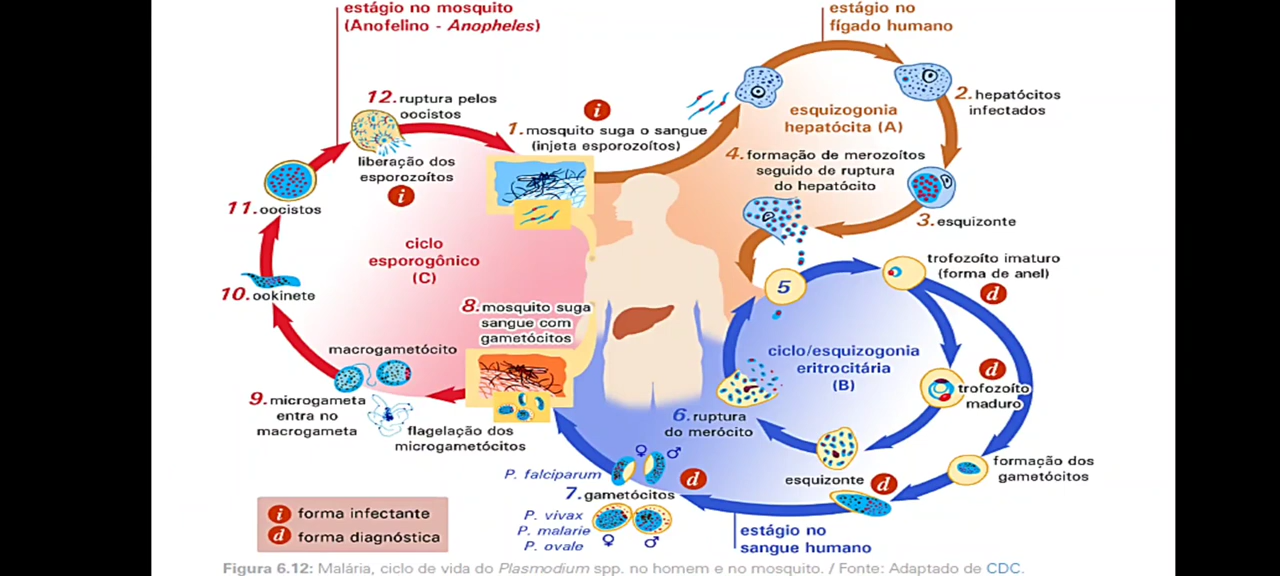 estágio no mosquito
(Anofelino - Anopheles)
estágio no
fígado humano
12. ruptura pelos
oocistos
i
1. mosquito suga o sangue
(injeta esporozoítos)
esquizogonia
hepatócita (A)
2. hepatócitos
infectados
liberação dos
esporozoítos
i
4. formação de merozoítos
seguido de ruptura
do hepatócito
11. oocistos
3. esquizonte
ciclo
esporogônico
(C)
5
trofozoíto imaturo
(forma de anel)
d
10. ookinete
8. mosquito suga
sangue com
gametócitos
ciclo/esquizogonia
eritrocitária
(B)
macrogametócito
d
trofozoíto
maduro
9. microgameta
entra no
macrogameta
flagelação dos
microgametócitos
6. ruptura
do merócito
♀ ♂
P. falciparum
d
esquizonte
d
formação dos
gametócitos
7. gametócitos
P. vivax
P. malarie
P. ovale
♀ ♂
estágio no
sangue humano
i forma infectante
d forma diagnóstica
Figura 6.12: Malária, ciclo de vida do Plasmodium spp. no homem e no mosquito. / Fonte: Adaptado de CDC.